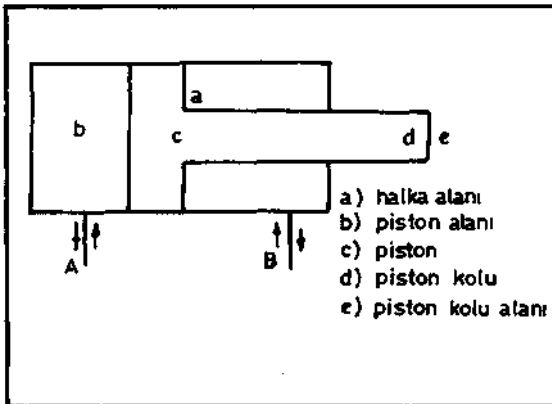 a
b
c
d
e
A
B
a) halka alanı
b) piston alanı
c) piston
d) piston kolu
e) piston kolu alanı